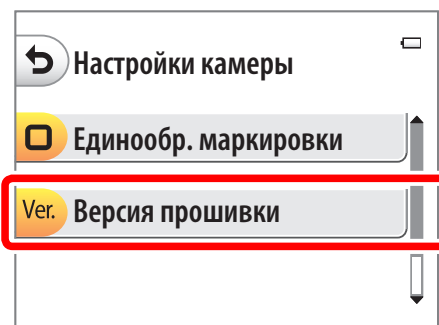 Настройки камеры
Единообр. маркировки
Ver. Версия прошивки